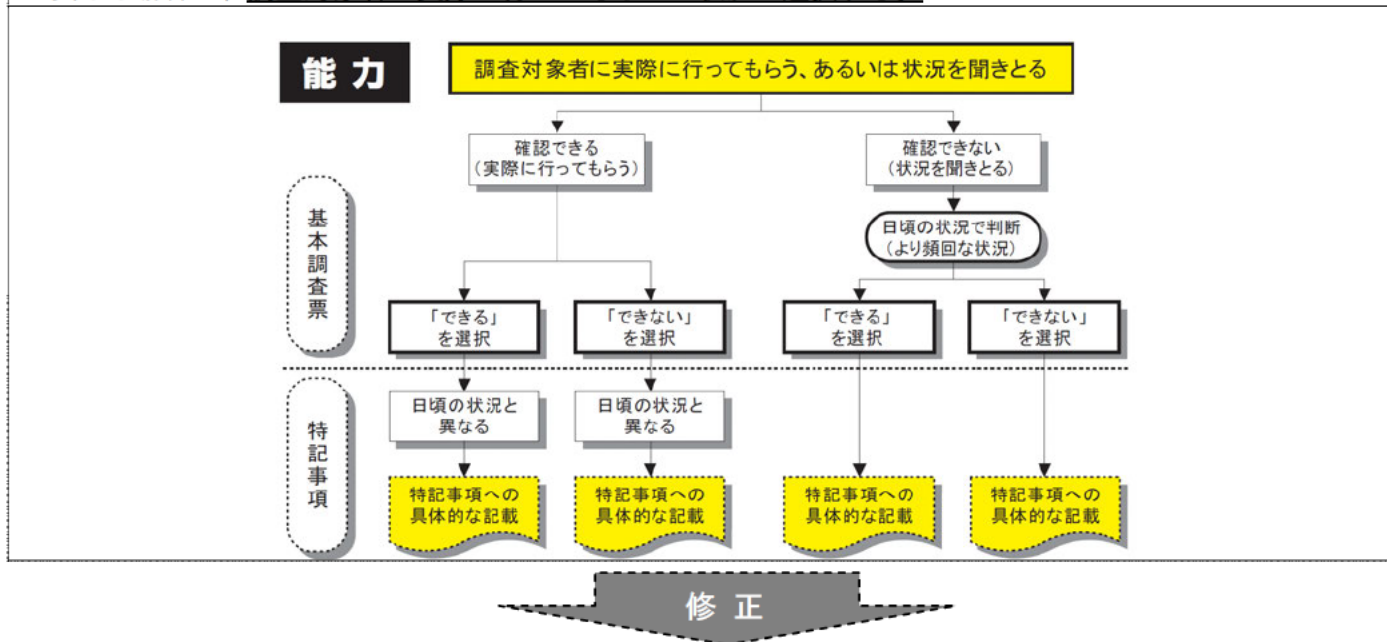 能力
調査対象者に実際に行ってもらう、あるいは状況を聞きとる
確認できる
(実際に行ってもらう)
確認できない
(状況を聞きとる)
日頃の状況で判断
(より頻回な状況)
基本調査票
「できる」
を選択
「できない」
を選択
「できる」
を選択
「できない」
を選択
日頃の状況と
異なる
日頃の状況と
異なる
特記事項
特記事項への
具体的な記載
特記事項への
具体的な記載
特記事項への
具体的な記載
特記事項への
具体的な記載
修正